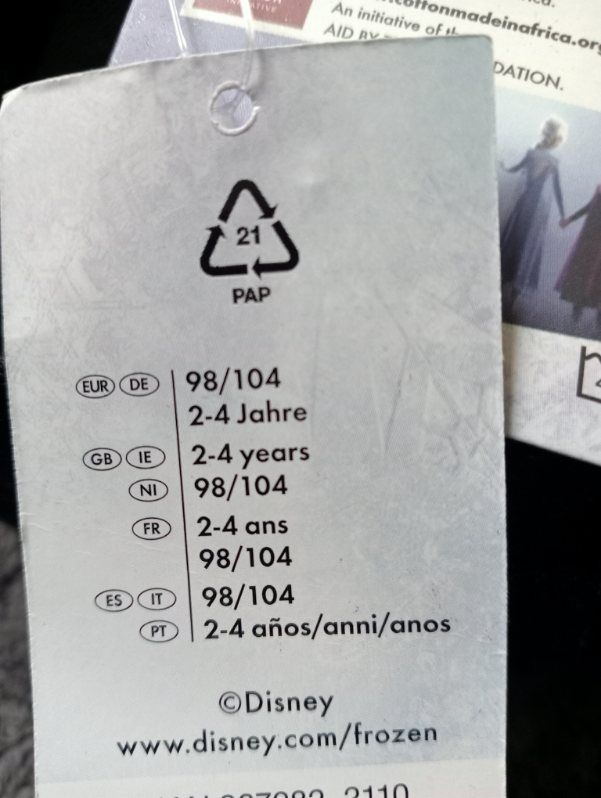 cottonmadeinafrica.org
An initiative of
AID BY
DATION.
21
PAP
EUR DE 98/104
2-4 Jahre
GB IE 2-4 years
NI 98/104
FR 2-4 ans
98/104
ES IT 98/104
PT 2-4 años/anni/anos
©Disney
www.disney.com/frozen